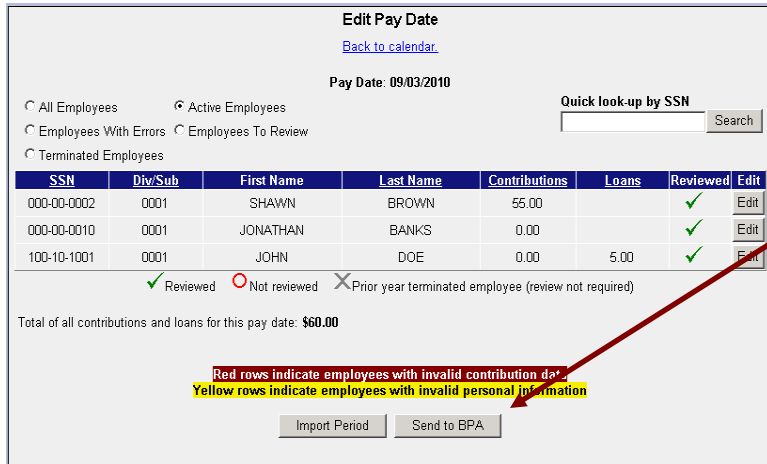 Edit Pay Date
Back to calendar.
Pay Date: 09/03/2010
All Employees Active Employees Quick look-up by SSN
Employees With Errors Employees To Review Search
Terminated Employees
SSN Div/Sub First Name Last Name Contributions Loans Reviewed Edit
000-00-0002 0001 SHAWN BROWN 55.00 Edit
000-00-0010 0001 JONATHAN BANKS 0.00 Edit
100-10-1001 0001 JOHN DOE 0.00 5.00 Edit
Reviewed Not reviewed Prior year terminated employee (review not required)
Total of all contributions and loans for this pay date: $60.00
Red rows indicate employees with invalid contribution data
Yellow rows indicate employees with invalid personal information
Import Period Send to BPA